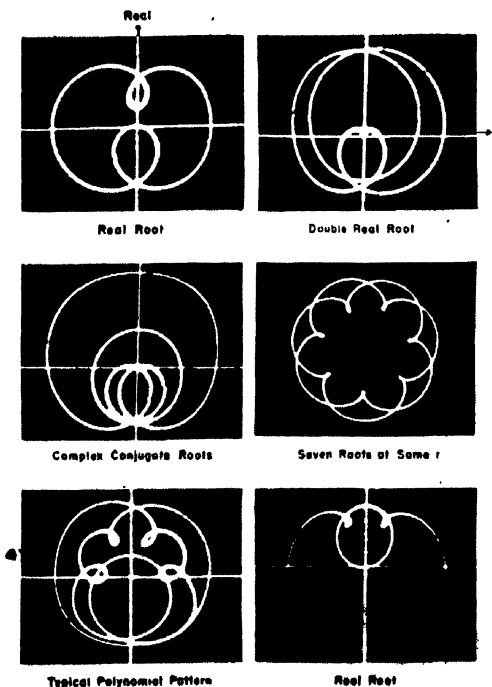 Real
Real Root
Double Real Root
Complex Conjugate Roots
Seven Roots at Same r
Typical Polynomial Pattern
Real Root